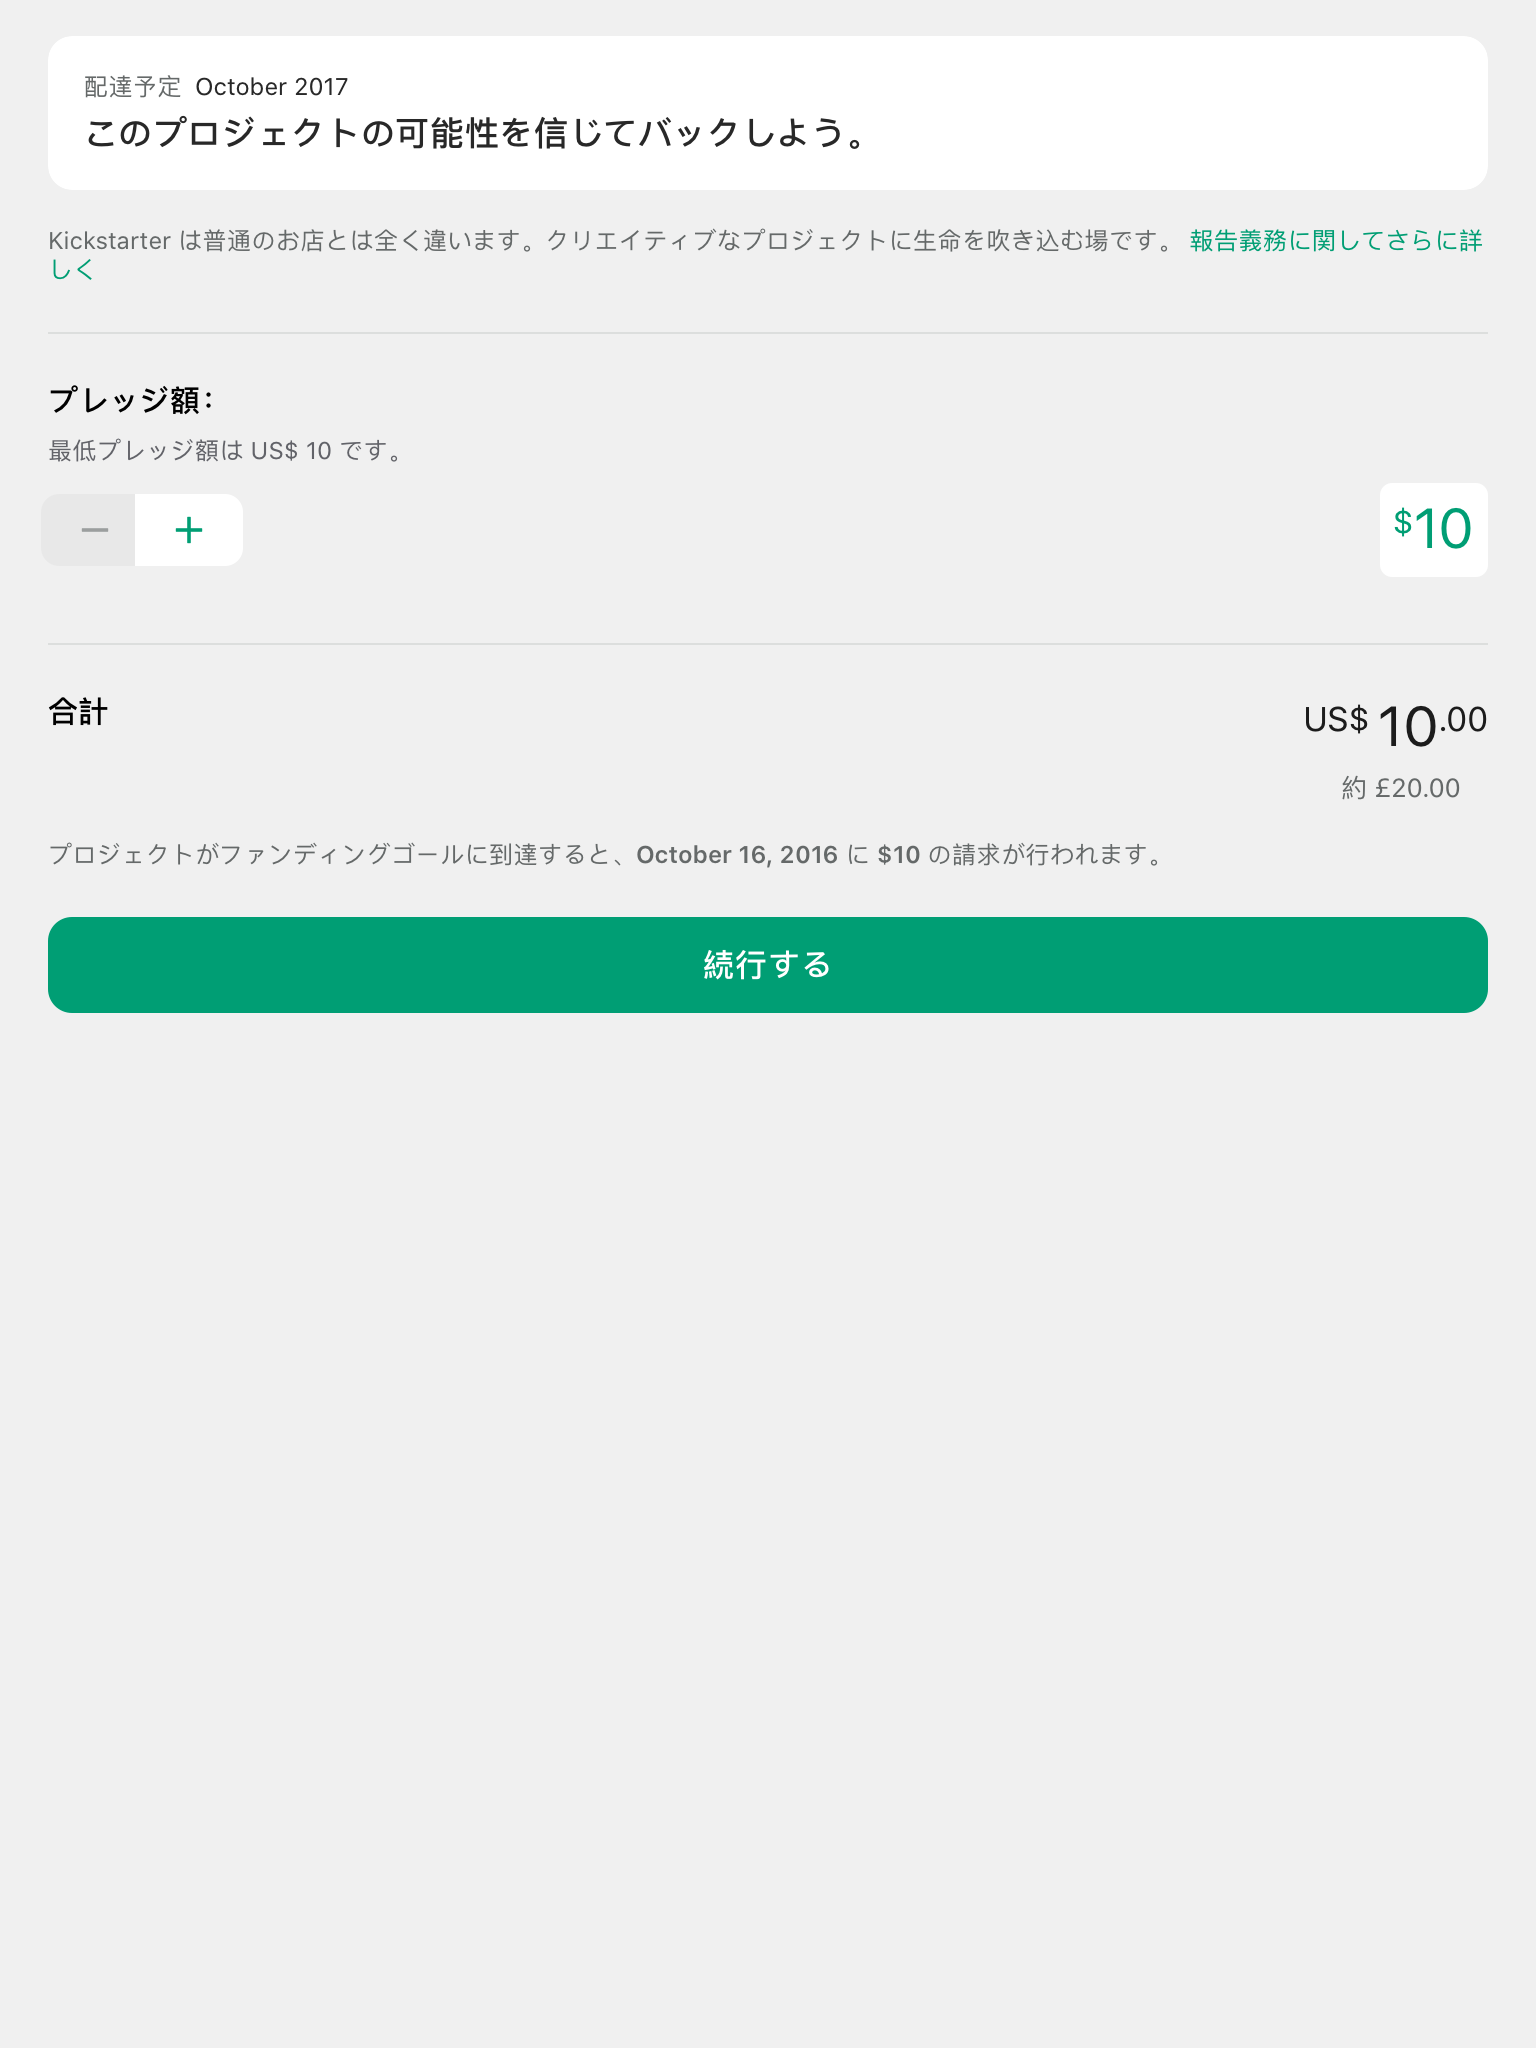 配達予定 October 2017
このプロジェクトの可能性を信じてバックしよう。
Kickstarter は普通のお店とは全く違います。クリエイティブなプロジェクトに生命を吹き込む場です。 報告義務に関してさらに詳
しく
プレッジ額：
最低プレッジ額は US$ 10 です。
− +
$10
合計
US$ 10.00
約 £20.00
プロジェクトがファンディングゴールに到達すると、October 16, 2016 に $10 の請求が行われます。
続行する